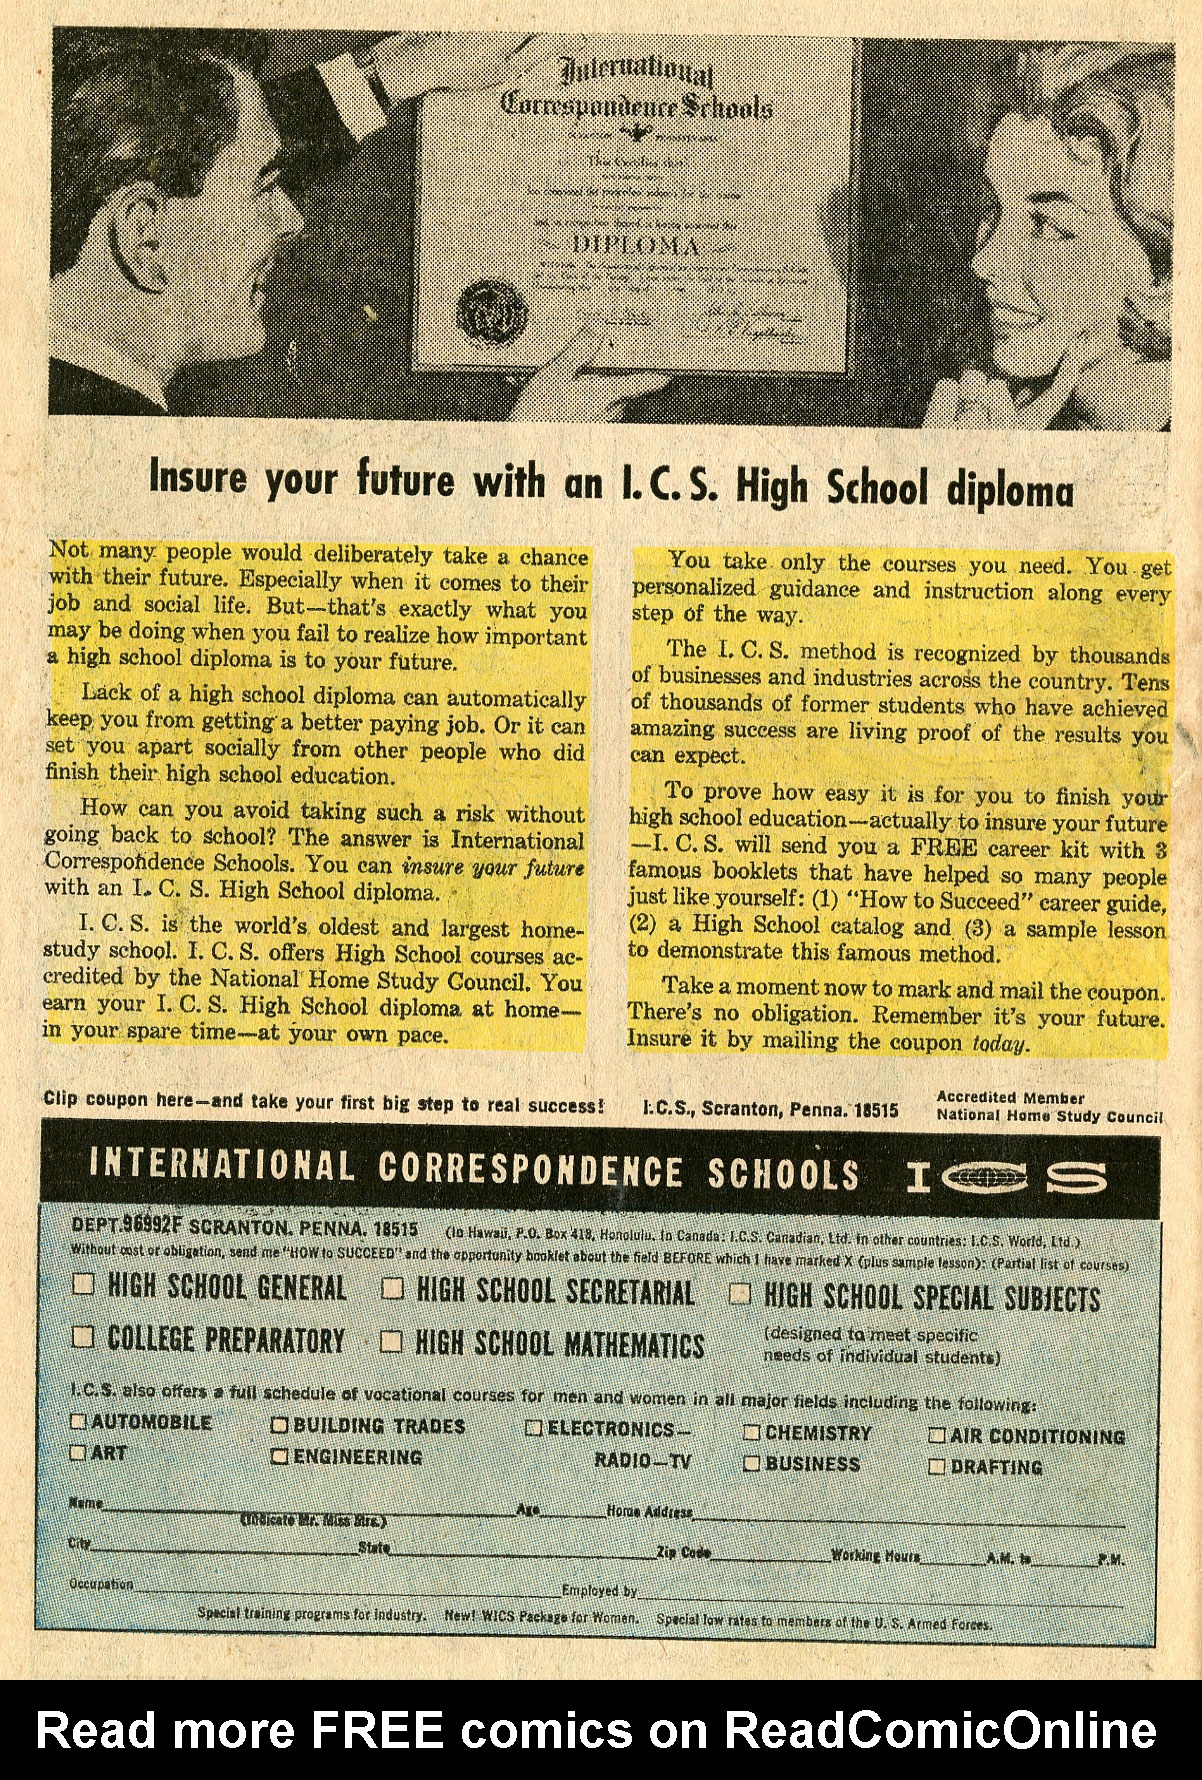 International
Correspondence Schools
DIPLOMA
Insure your future with an I.C.S. High School diploma
Not many people would deliberately take a chance
with their future. Especially when it comes to their
job and social life. But—that's exactly what you
may be doing when you fail to realize how important
a high school diploma is to your future.
Lack of a high school diploma can automatically
keep you from getting a better paying job. Or it can
set you apart socially from other people who did
finish their high school education.
How can you avoid taking such a risk without
going back to school? The answer is International
Correspondence Schools. You can insure your future
with an I. C. S. High School diploma.
I. C. S. is the world's oldest and largest home-
study school. I. C. S. offers High School courses ac-
credited by the National Home Study Council. You
earn your I. C. S. High School diploma at home—
in your spare time—at your own pace.
You take only the courses you need. You get
personalized guidance and instruction along every
step of the way.
The I. C. S. method is recognized by thousands
of businesses and industries across the country. Tens
of thousands of former students who have achieved
amazing success are living proof of the results you
can expect.
To prove how easy it is for you to finish your
high school education—actually to insure your future
—I. C. S. will send you a FREE career kit with 3
famous booklets that have helped so many people
just like yourself: (1) "How to Succeed" career guide,
(2) a High School catalog and (3) a sample lesson
to demonstrate this famous method.
Take a moment now to mark and mail the coupon.
There's no obligation. Remember it's your future.
Insure it by mailing the coupon today.
Clip coupon here—and take your first big step to real success!
I.C.S., Scranton, Penna. 18515
Accredited Member
National Home Study Council
INTERNATIONAL CORRESPONDENCE SCHOOLS ICS
DEPT.96992F SCRANTON. PENNA. 18515 (In Hawaii, P.O. Box 418, Honolulu. In Canada: I.C.S. Canadian, Ltd. In other countries: I.C.S. World, Ltd.)
Without cost or obligation, send me "HOW to SUCCEED" and the opportunity booklet about the field BEFORE which I have marked X (plus sample lesson): (Partial list of courses)
HIGH SCHOOL GENERAL HIGH SCHOOL SECRETARIAL HIGH SCHOOL SPECIAL SUBJECTS
COLLEGE PREPARATORY HIGH SCHOOL MATHEMATICS (designed to meet specific
needs of individual students)
I.C.S. also offers a full schedule of vocational courses for men and women in all major fields including the following:
AUTOMOBILE BUILDING TRADES ELECTRONICS— CHEMISTRY AIR CONDITIONING
ART ENGINEERING RADIO—TV BUSINESS DRAFTING
Name Age Home Address
(Indicate Mr. Miss Mrs.)
City State Zip Code Working Hours A.M. to P.M.
Occupation Employed by
Special training programs for industry. New! WICS Package for Women. Special low rates to members of the U. S. Armed Forces.
Read more FREE comics on ReadComicOnline